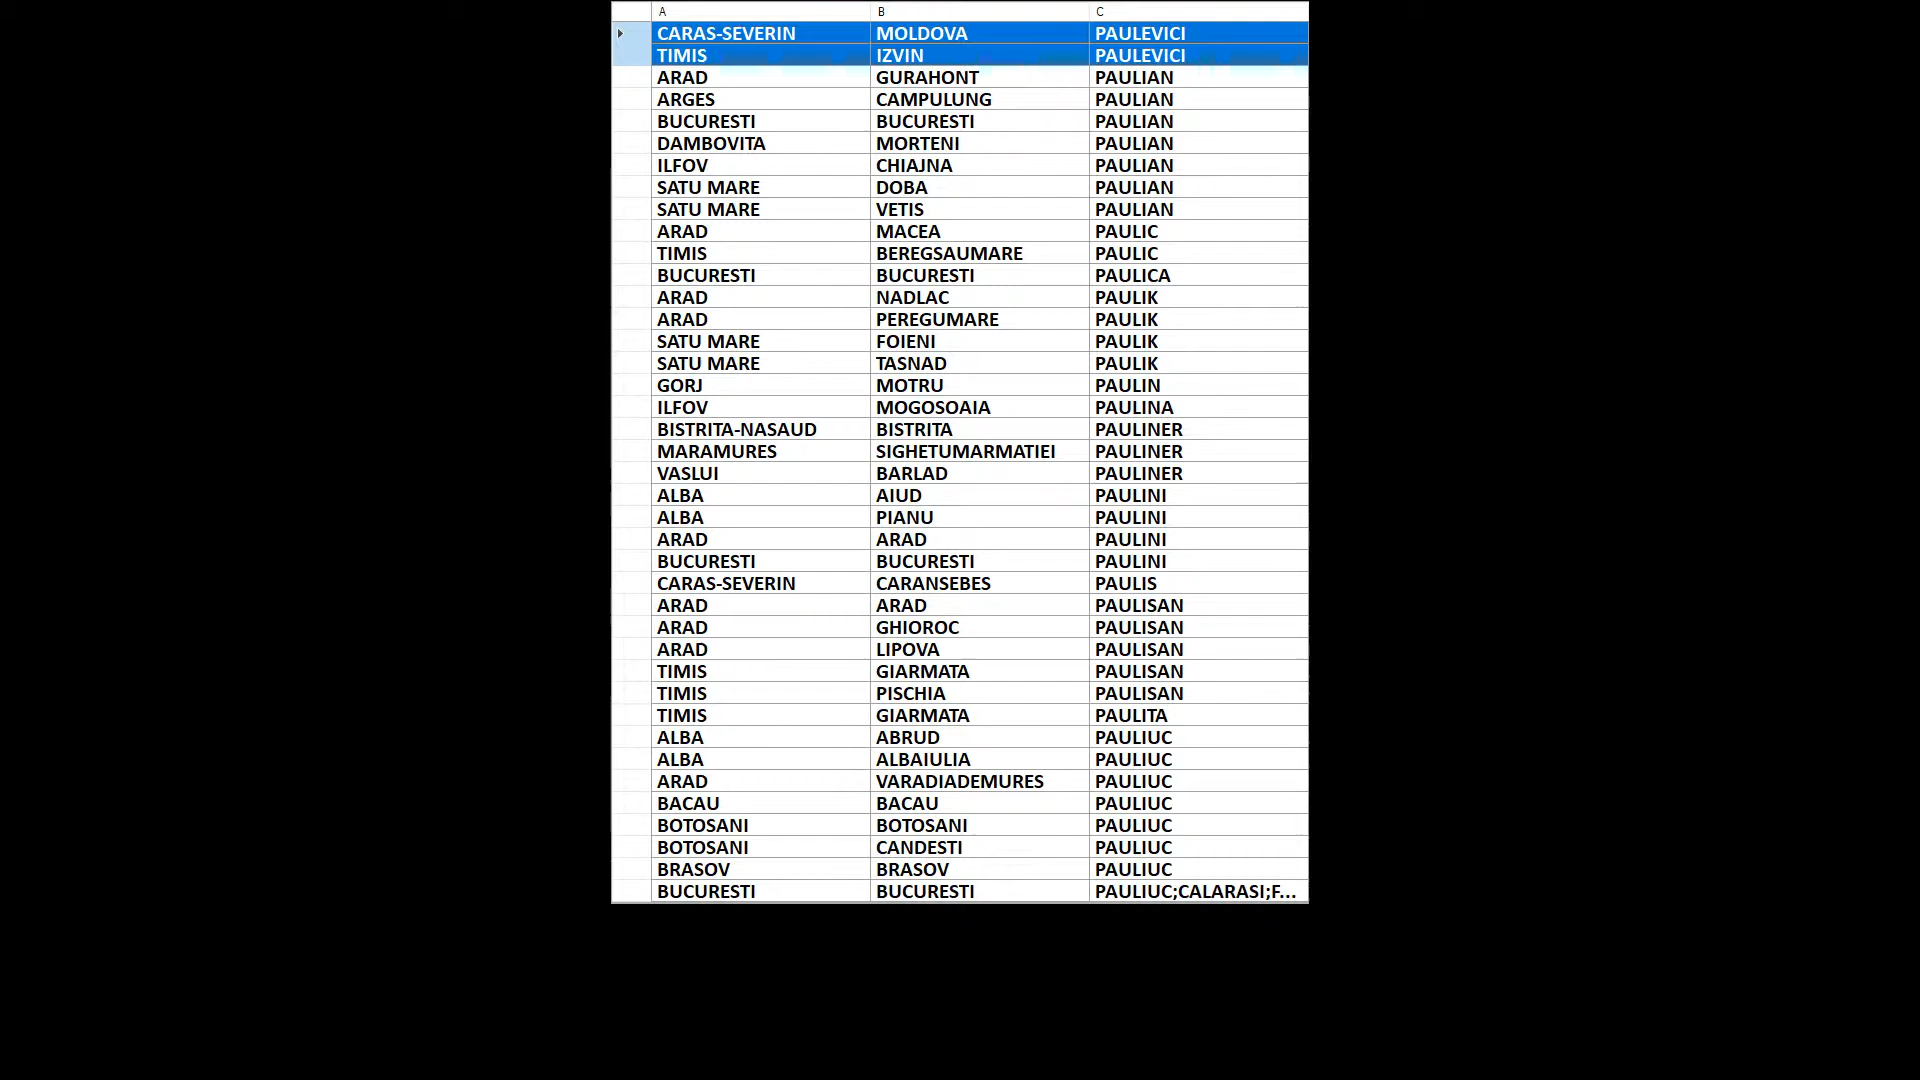 A B C
CARAS-SEVERIN MOLDOVA PAULEVICI
TIMIS IZVIN PAULEVICI
ARAD GURAHONT PAULIAN
ARGES CAMPULUNG PAULIAN
BUCURESTI BUCURESTI PAULIAN
DAMBOVITA MORTENI PAULIAN
ILFOV CHIAJNA PAULIAN
SATU MARE DOBA PAULIAN
SATU MARE VETIS PAULIAN
ARAD MACEA PAULIC
TIMIS BEREGSAUMARE PAULIC
BUCURESTI BUCURESTI PAULICA
ARAD NADLAC PAULIK
ARAD PEREGUMARE PAULIK
SATU MARE FOIENI PAULIK
SATU MARE TASNAD PAULIK
GORJ MOTRU PAULIN
ILFOV MOGOSOAIA PAULINA
BISTRITA-NASAUD BISTRITA PAULINER
MARAMURES SIGHETUMARMATIEI PAULINER
VASLUI BARLAD PAULINER
ALBA AIUD PAULINI
ALBA PIANU PAULINI
ARAD ARAD PAULINI
BUCURESTI BUCURESTI PAULINI
CARAS-SEVERIN CARANSEBES PAULIS
ARAD ARAD PAULISAN
ARAD GHIOROC PAULISAN
ARAD LIPOVA PAULISAN
TIMIS GIARMATA PAULISAN
TIMIS PISCHIA PAULISAN
TIMIS GIARMATA PAULITA
ALBA ABRUD PAULIUC
ALBA ALBAIULIA PAULIUC
ARAD VARADIADEMURES PAULIUC
BACAU BACAU PAULIUC
BOTOSANI BOTOSANI PAULIUC
BOTOSANI CANDESTI PAULIUC
BRASOV BRASOV PAULIUC
BUCURESTI BUCURESTI PAULIUC;CALARASI;F...